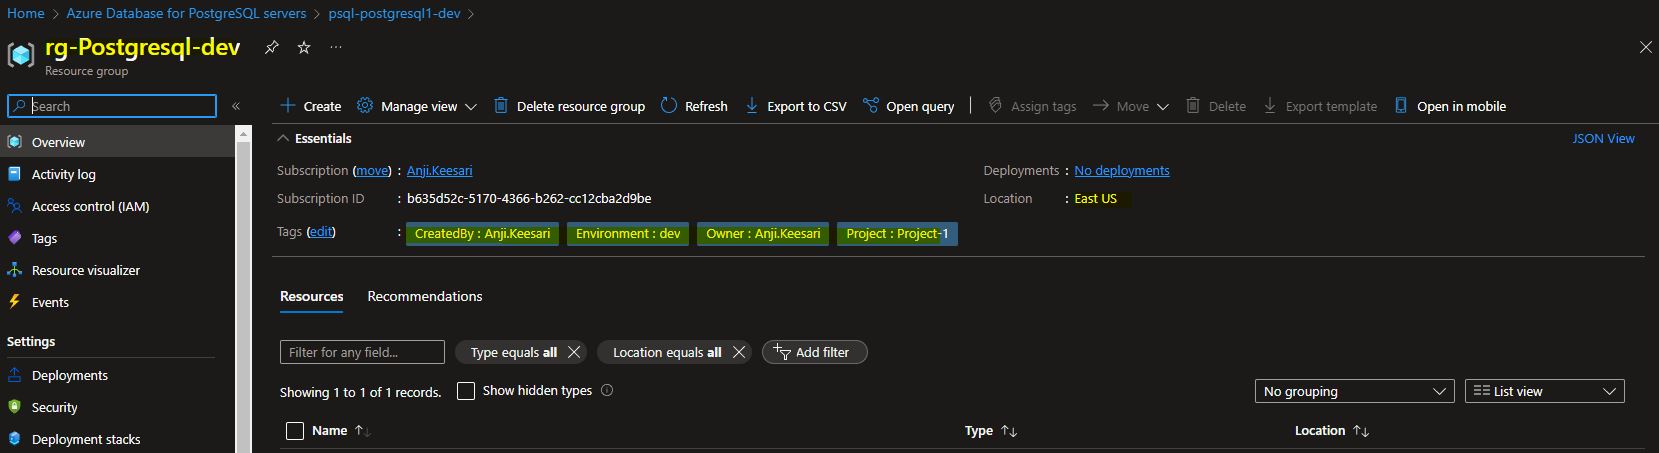 Home > Azure Database for PostgreSQL servers > psql-postgresql1-dev >
rg-Postgresql-dev ...
Resource group
Search
«
Create Manage view Delete resource group Refresh Export to CSV Open query Assign tags Move Delete Export template Open in mobile
Overview
Activity log
Access control (IAM)
Tags
Resource visualizer
Events
Settings
Deployments
Security
Deployment stacks
Essentials
JSON View
Subscription (move) : Anji.Keesari
Deployments : No deployments
Subscription ID : b635d52c-5170-4366-b262-cc12cba2d9be
Location : East US
Tags (edit) : CreatedBy : Anji.Keesari Environment : dev Owner : Anji.Keesari Project : Project-1
Resources Recommendations
Filter for any field... Type equals all Location equals all Add filter
Showing 1 to 1 of 1 records. Show hidden types No grouping List view
Name Type Location